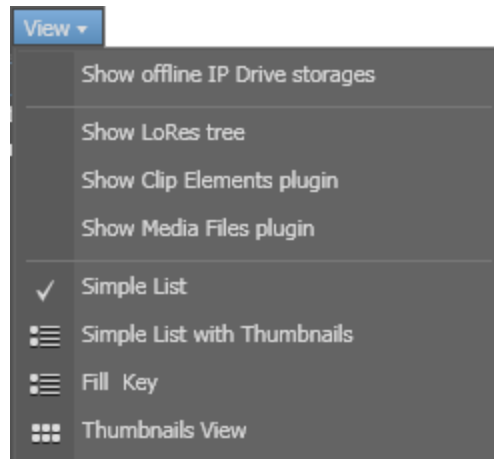 View
Show offline IP Drive storages
Show LoRes tree
Show Clip Elements plugin
Show Media Files plugin
Simple List
Simple List with Thumbnails
Fill Key
Thumbnails View